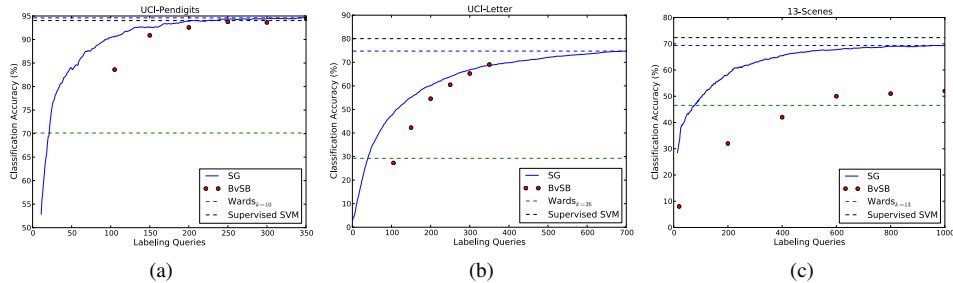 UCI-Pendigits
Classification Accuracy (%)
95
90
85
80
75
70
65
60
55
50
0 50 100 150 200 250 300 350
Labeling Queries
SG
BvSB
Wards k=10
Supervised SVM
(a)
UCI-Letter
Classification Accuracy (%)
90
80
70
60
50
40
30
20
10
0
0 100 200 300 400 500 600 700
Labeling Queries
SG
BvSB
Wards k=26
Supervised SVM
(b)
13-Scenes
Classification Accuracy (%)
80
70
60
50
40
30
20
10
0
0 200 400 600 800 1000
Labeling Queries
SG
BvSB
Wards k=13
Supervised SVM
(c)